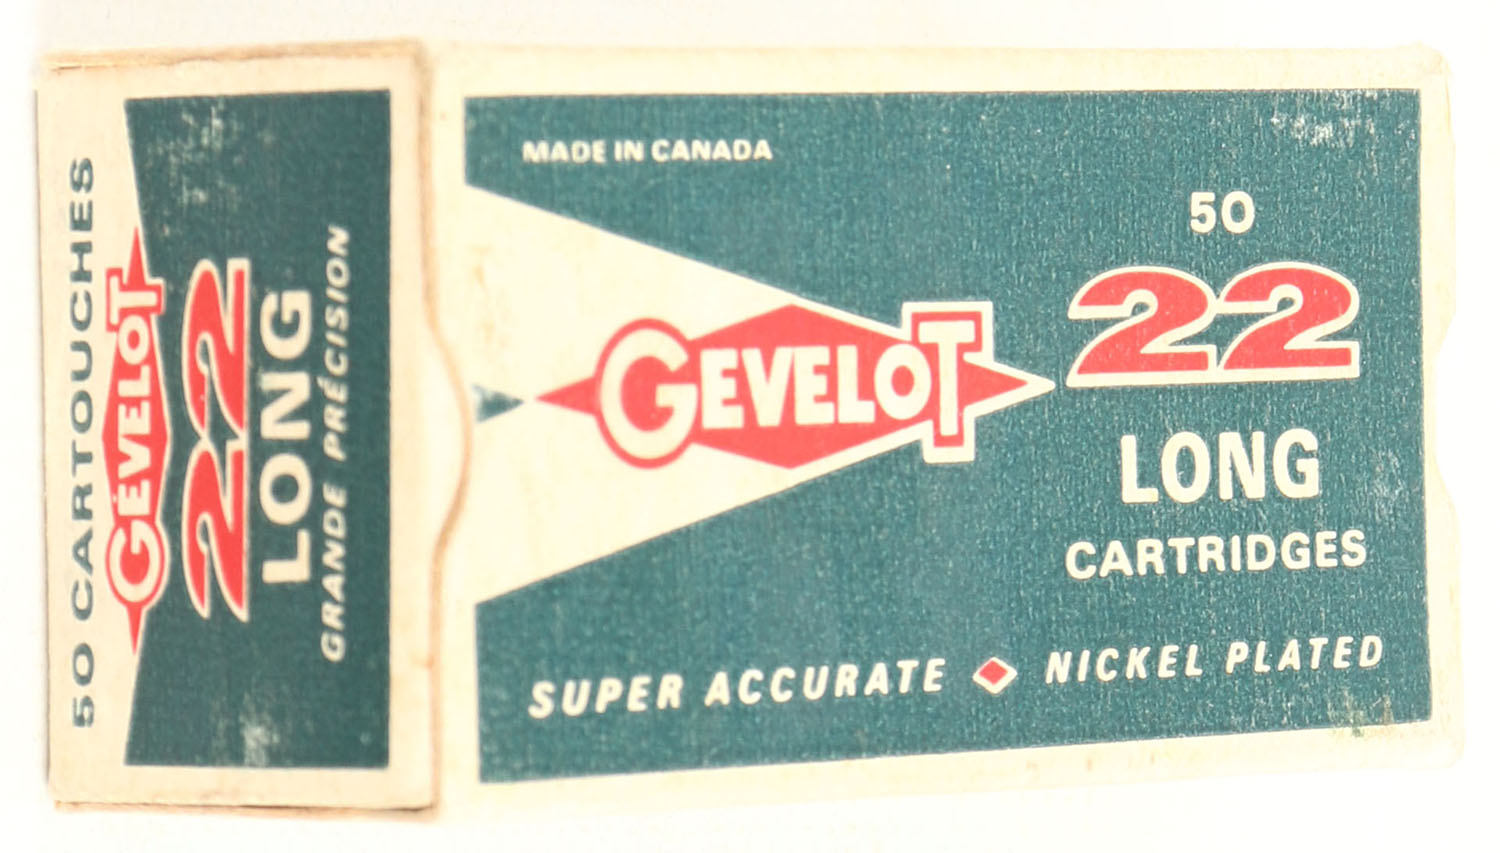 50 CARTOUCHES
GEVELOT
22
LONG
GRANDE PRÉCISION
MADE IN CANADA
50
22
GEVELOT
LONG
CARTRIDGES
SUPER ACCURATE NICKEL PLATED